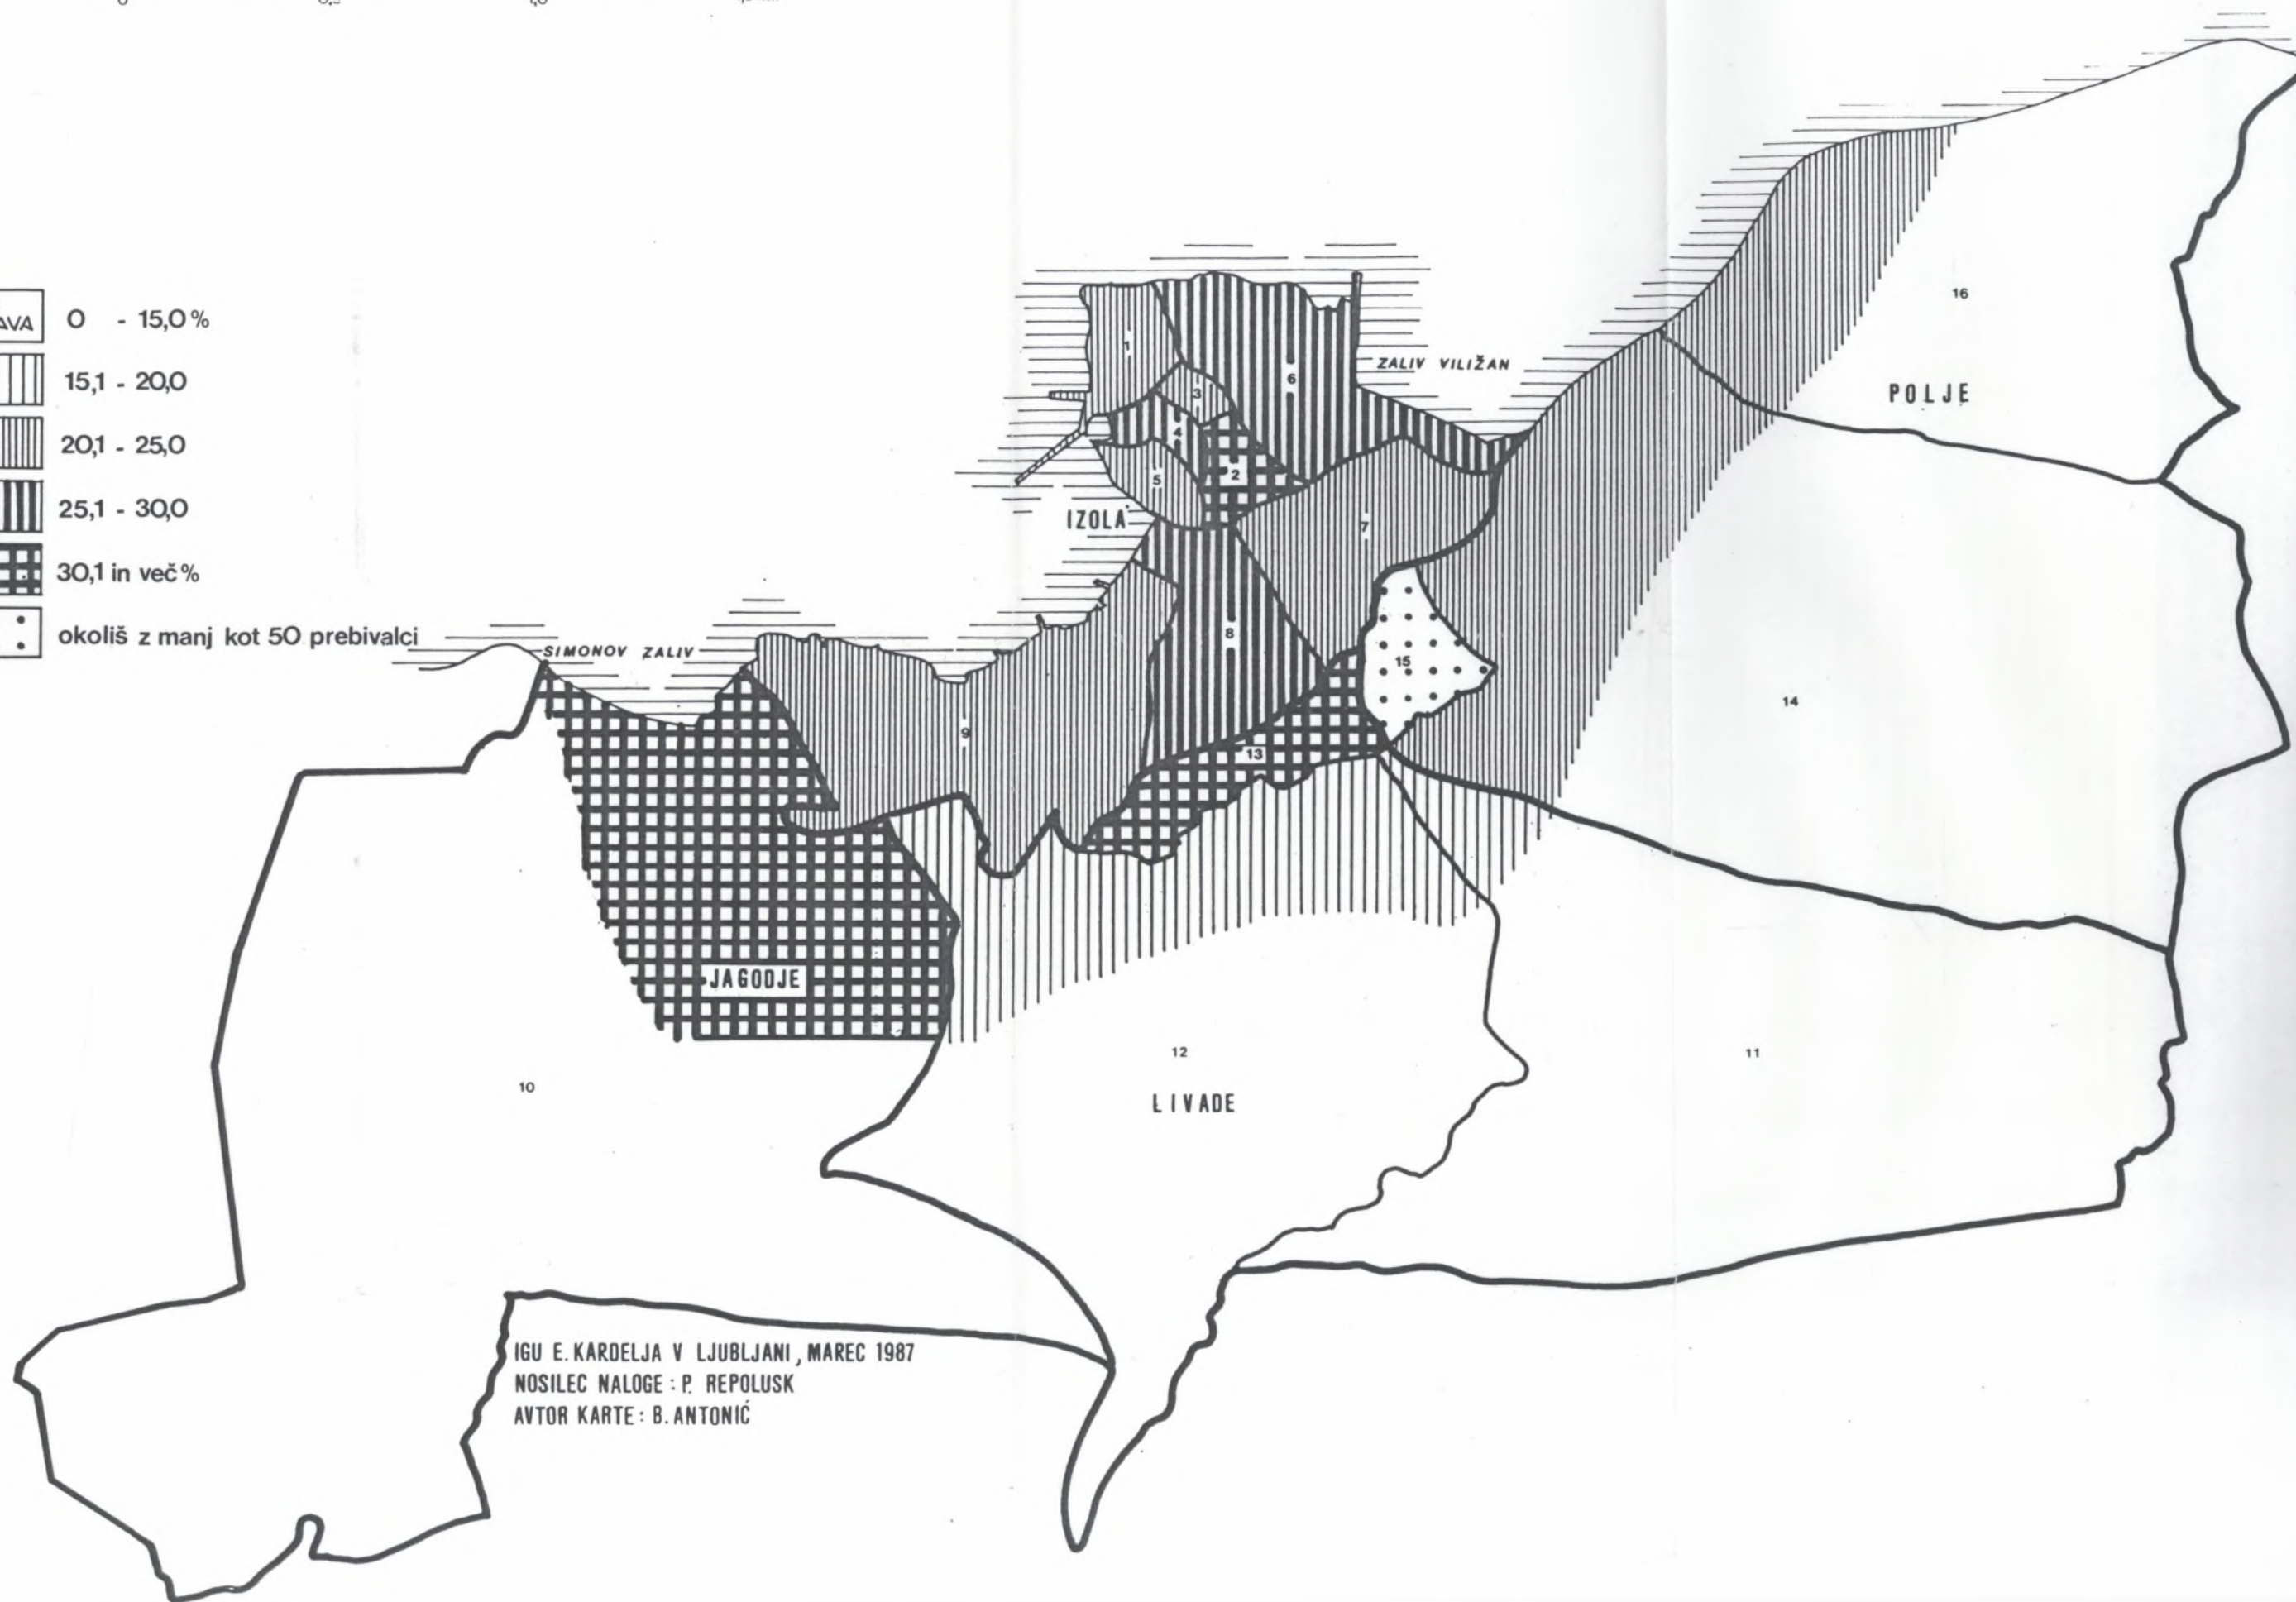 0 - 15,0 %
15,1 - 20,0
20,1 - 25,0
25,1 - 30,0
30,1 in več %
okoliš z manj kot 50 prebivalci
SIMONOV ZALIV
ZALIV VILIŽAN
IZOLA
POLJE
JAGODJE
LIVADE
1
2
3
4
5
6
7
8
9
10
11
12
13
14
15
16
IGU E. KARDELJA V LJUBLJANI, MAREC 1987
NOSILEC NALOGE : P. REPOLUSK
AVTOR KARTE : B. ANTONIĆ